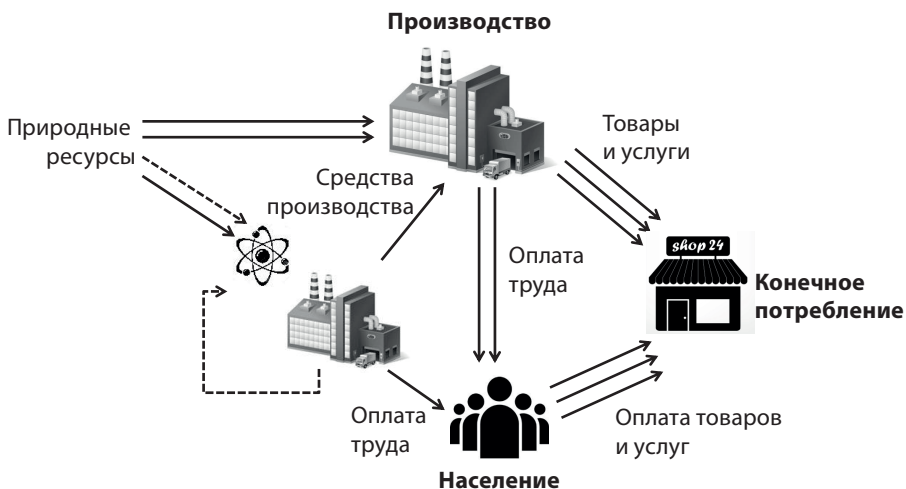 Производство
Природные
ресурсы
Товары
и услуги
Средства
производства
shop 24
Оплата
труда
Конечное
потребление
Оплата
труда
Оплата товаров
и услуг
Население